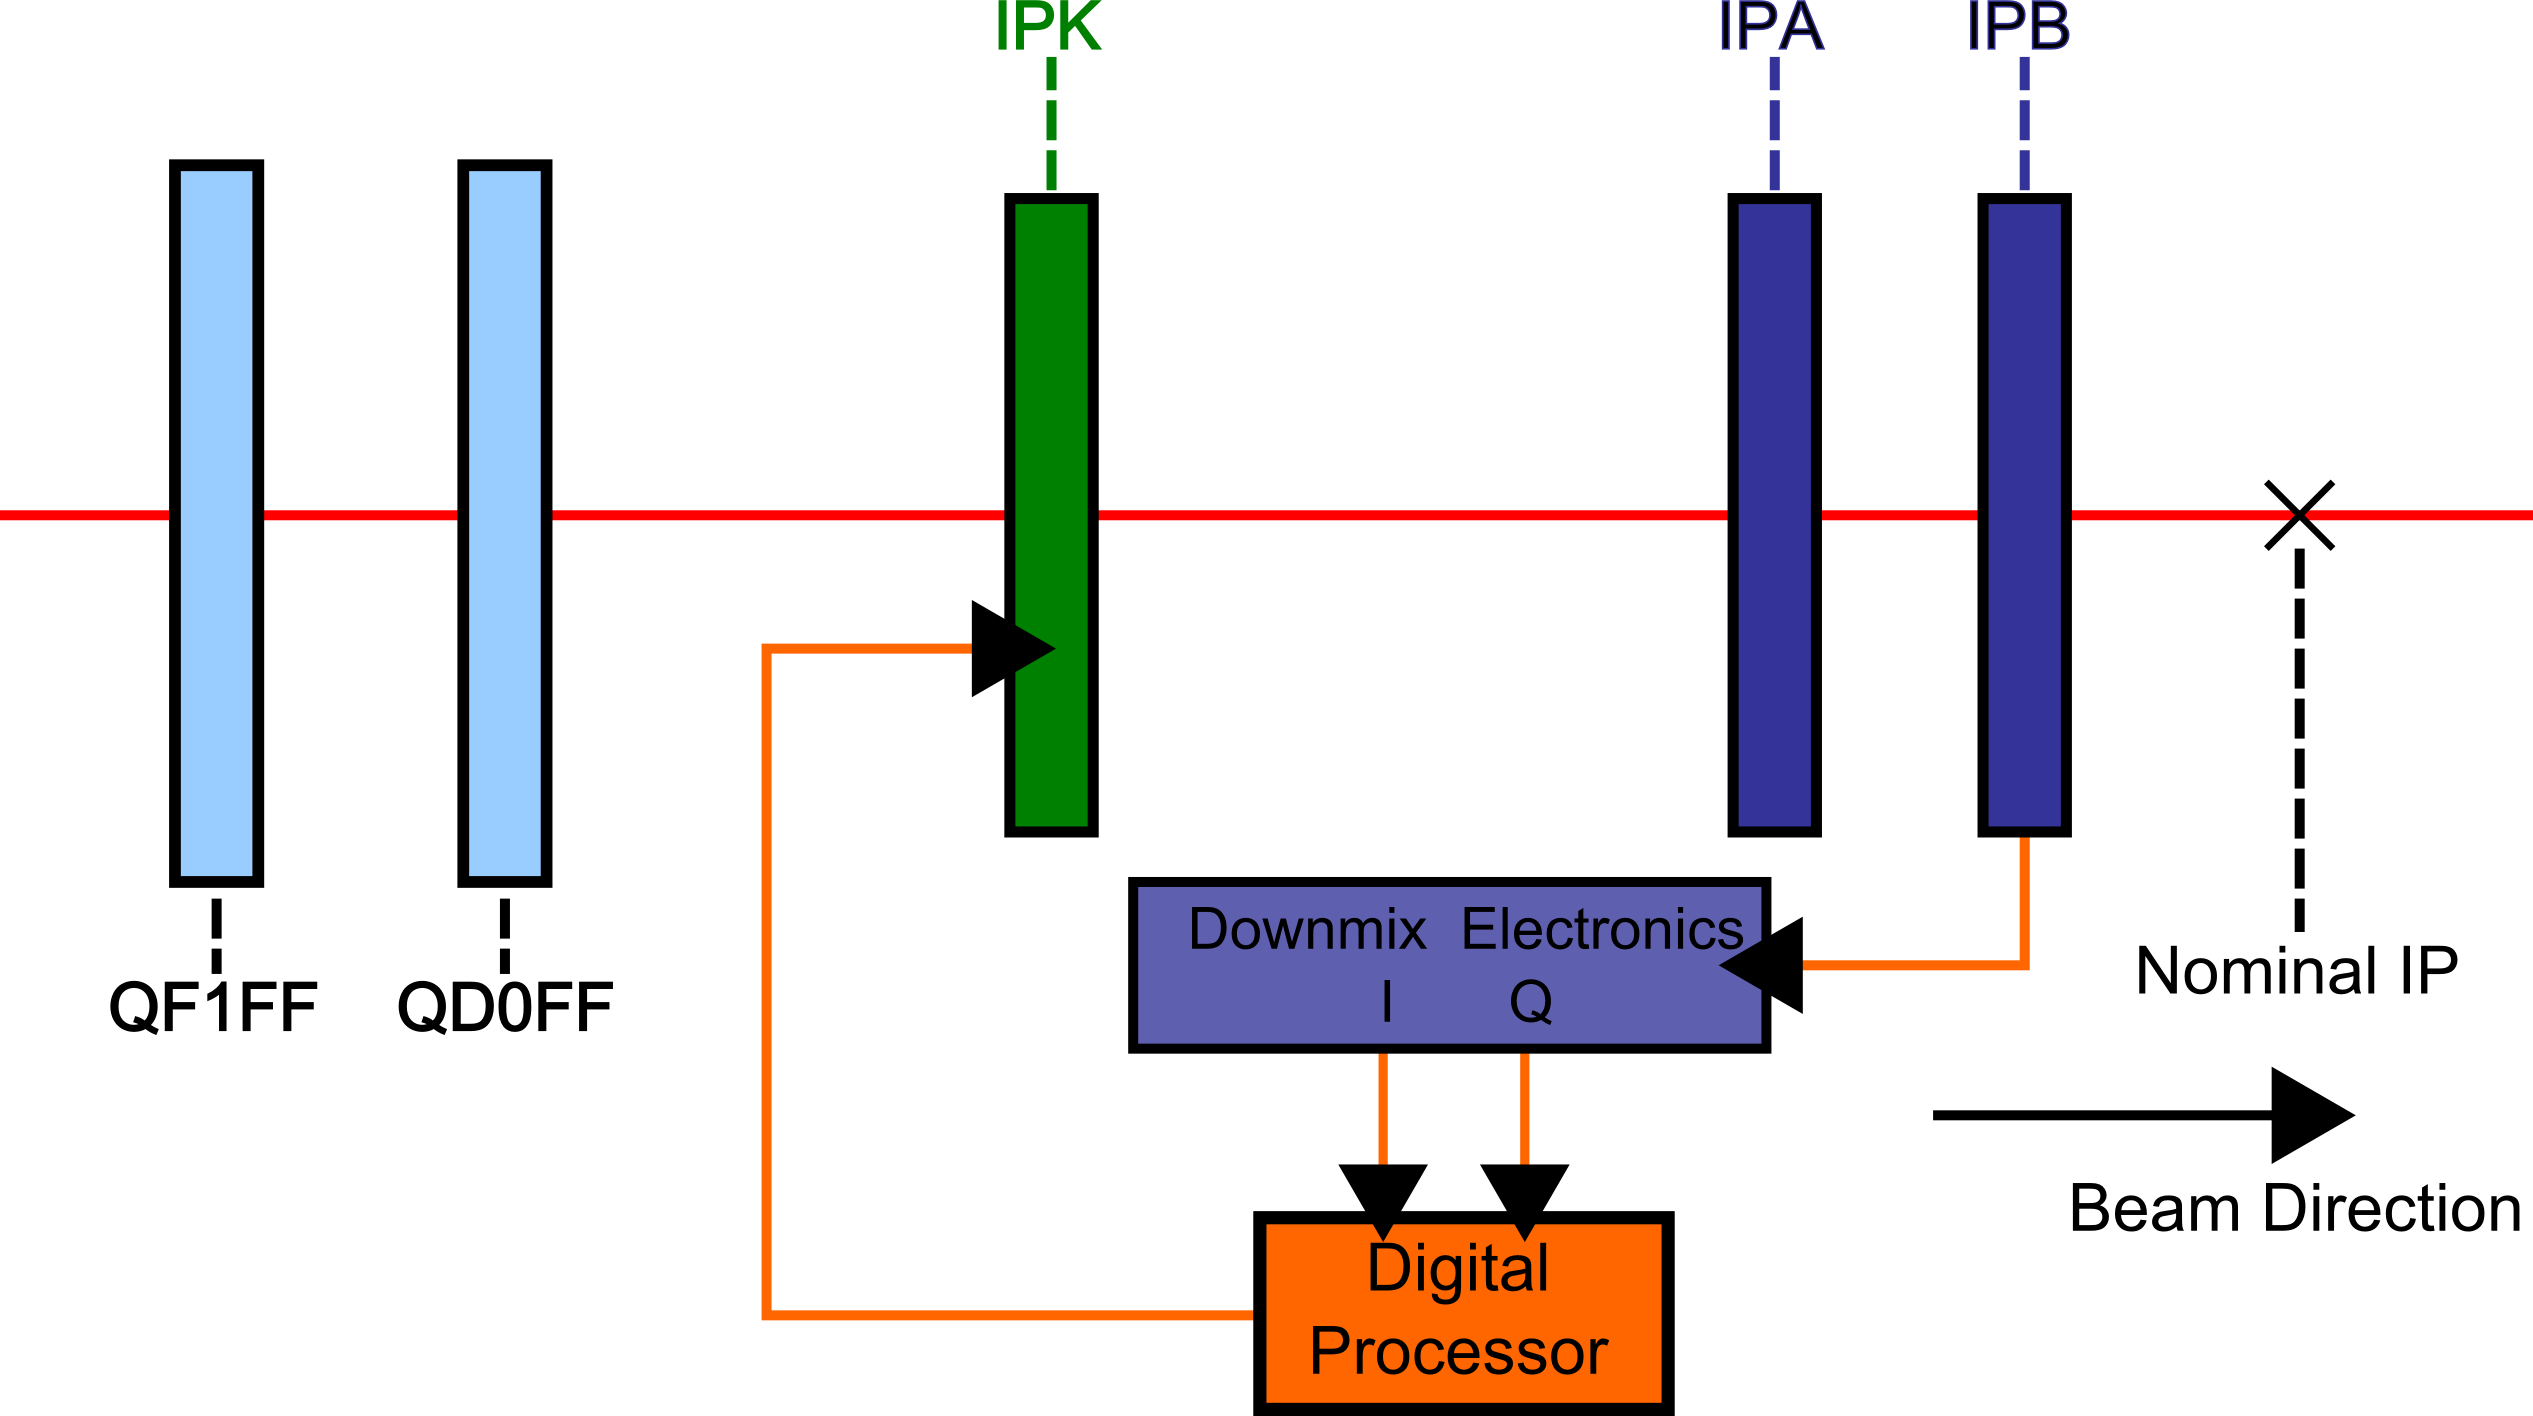 IPK
IPA
IPB
QF1FF
QD0FF
Downmix Electronics
I Q
Nominal IP
Beam Direction
Digital
Processor